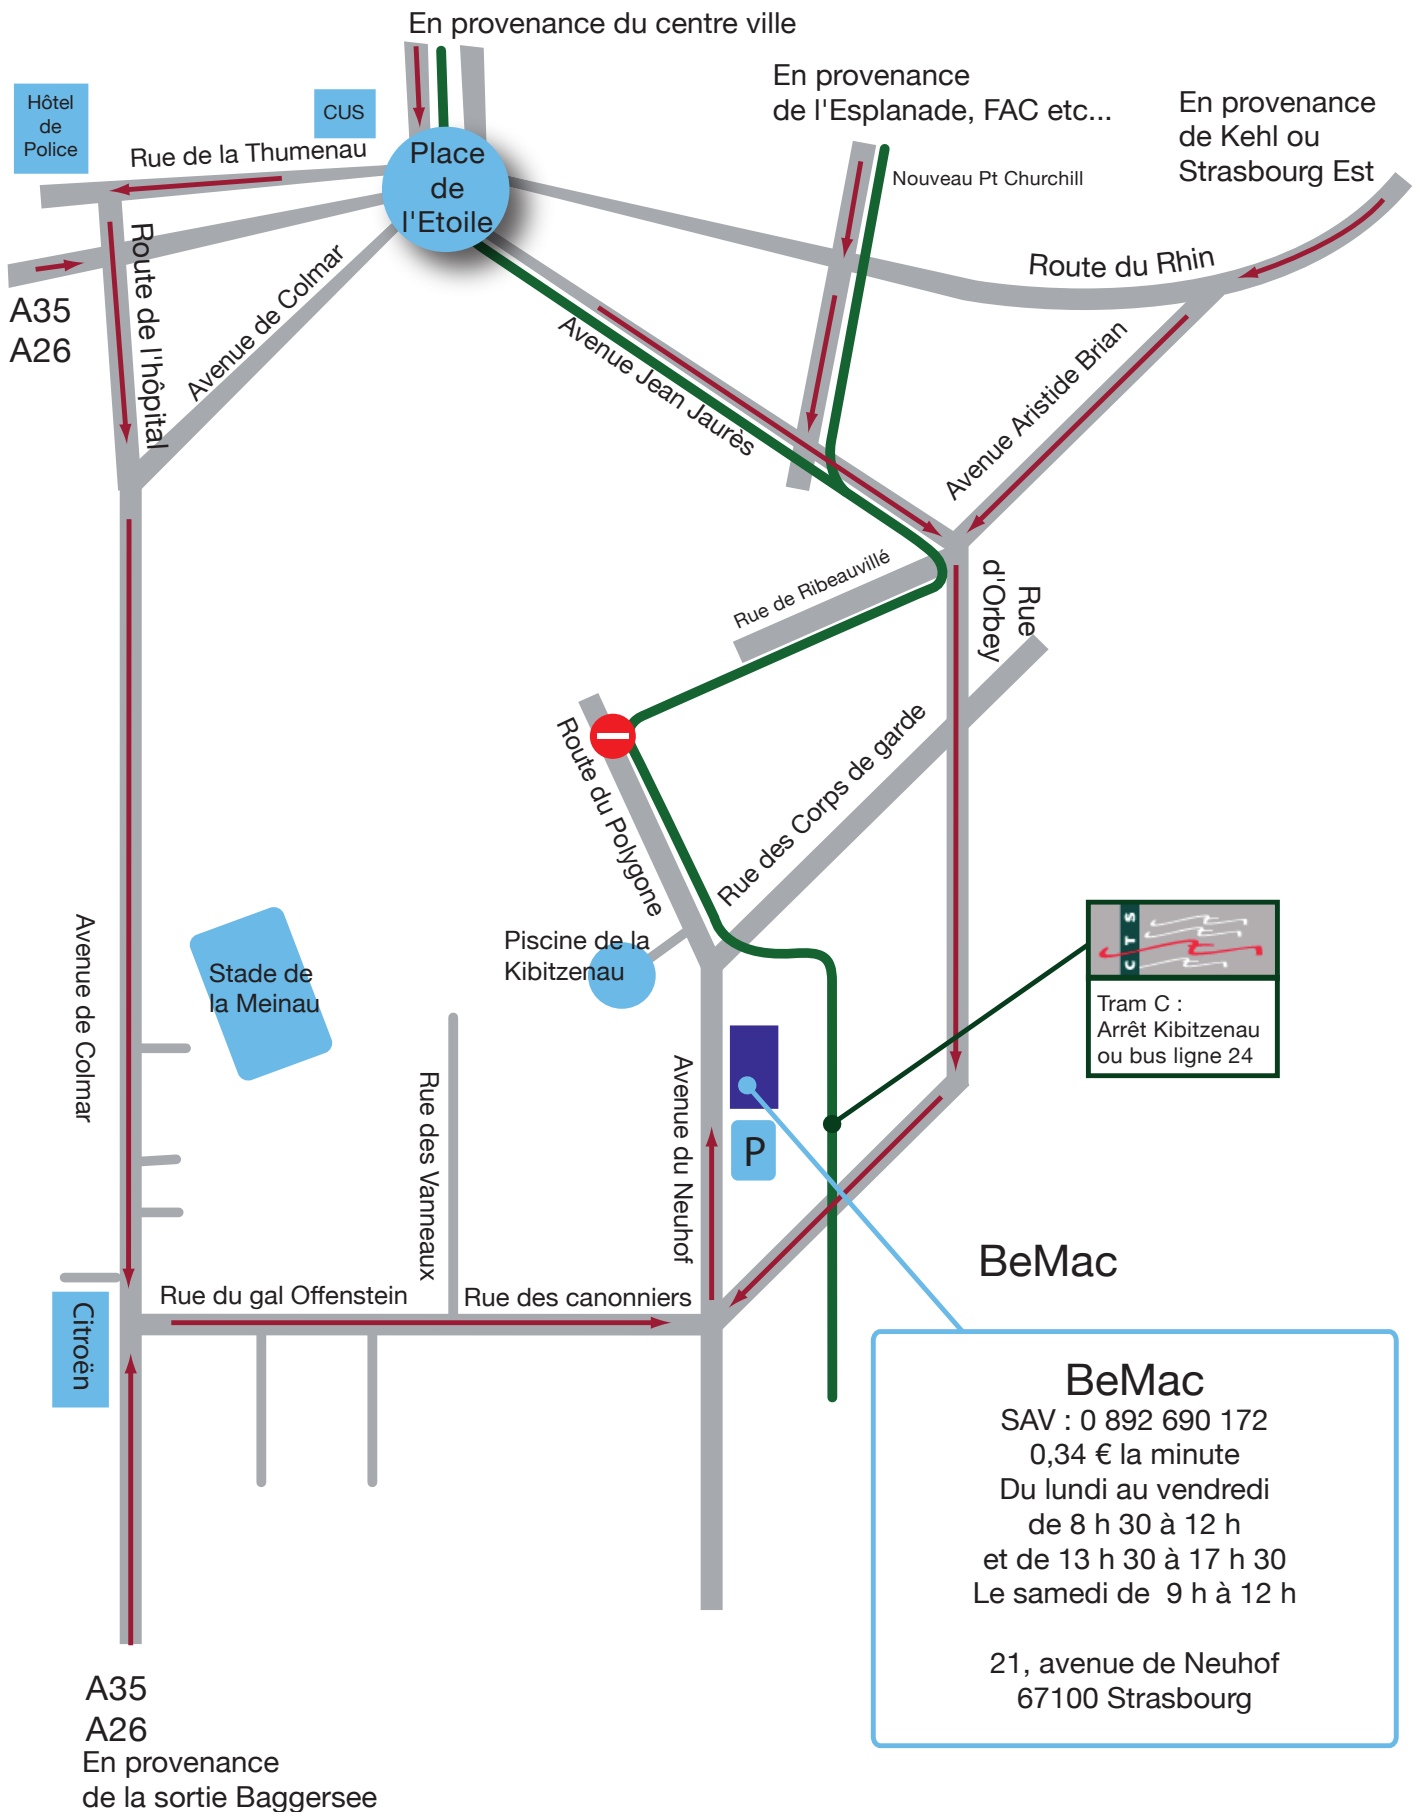 En provenance du centre ville
En provenance
de l'Esplanade, FAC etc...
En provenance
de Kehl ou
Strasbourg Est
Hôtel
de
Police
CUS
Rue de la Thumenau
Place
de
l'Etoile
Nouveau Pt Churchill
Route du Rhin
A35
A26
Route de l'hôpital
Avenue de Colmar
Avenue Jean Jaurès
Avenue Aristide Brian
Rue de Ribeauvillé
Rue
d'Orbey
Route du Polygone
Rue des Corps de garde
Avenue de Colmar
Stade de
la Meinau
Piscine de la
Kibitzenau
CTS
Tram C :
Arrêt Kibitzenau
ou bus ligne 24
Rue des Vanneaux
Avenue du Neuhof
P
BeMac
Rue du gal Offenstein
Rue des canonniers
Citroën
BeMac
SAV : 0 892 690 172
0,34 € la minute
Du lundi au vendredi
de 8 h 30 à 12 h
et de 13 h 30 à 17 h 30
Le samedi de  9 h à 12 h
21, avenue de Neuhof
67100 Strasbourg
A35
A26
En provenance
de la sortie Baggersee